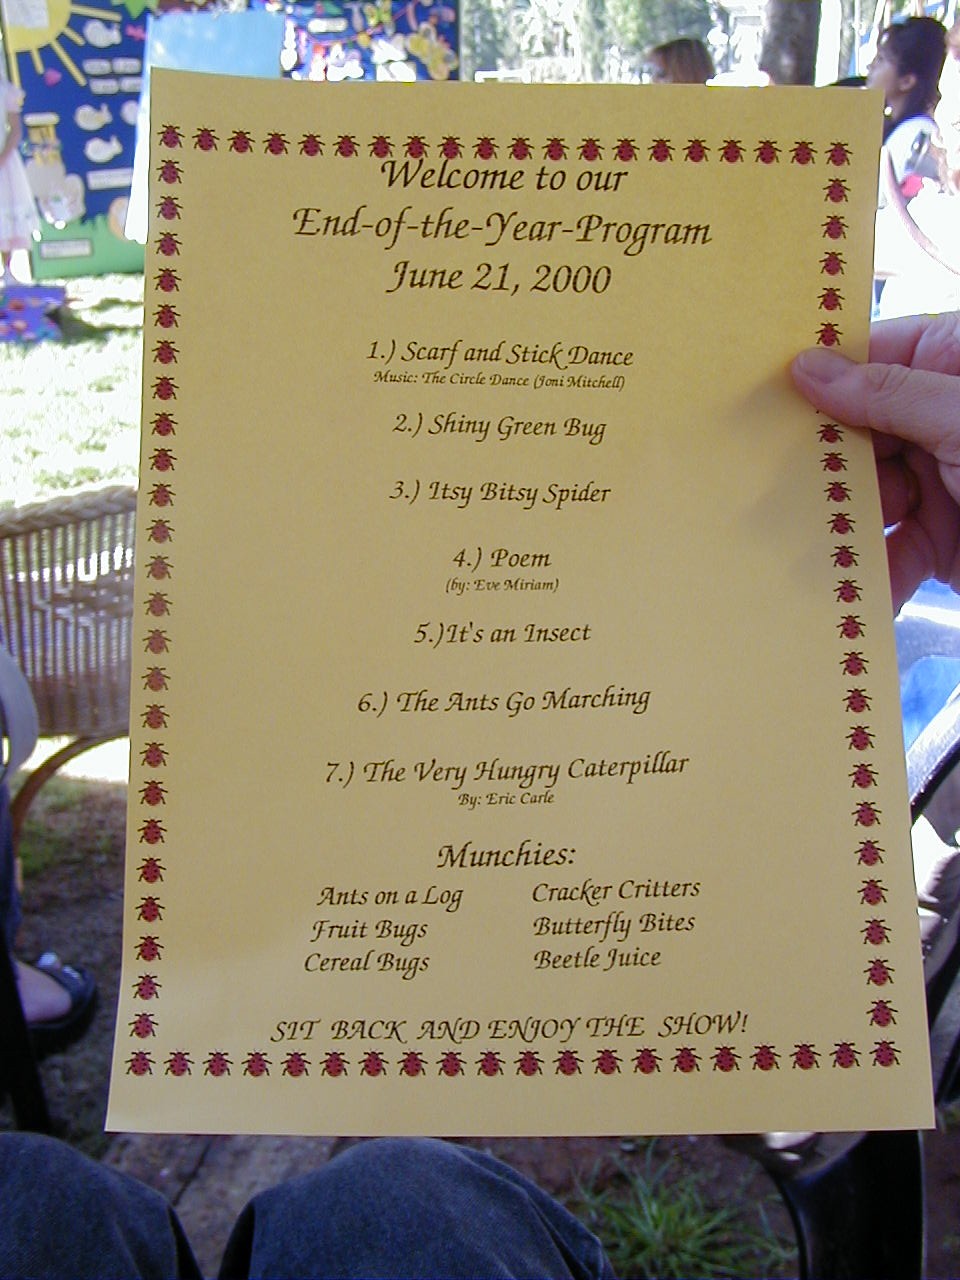 Welcome to our
End-of-the-Year-Program
June 21, 2000
1.) Scarf and Stick Dance
Music: The Circle Dance (Joni Mitchell)
2.) Shiny Green Bug
3.) Itsy Bitsy Spider
4.) Poem
(by: Eve Miriam)
5.)It's an Insect
6.) The Ants Go Marching
7.) The Very Hungry Caterpillar
By: Eric Carle
Munchies:
Ants on a Log Cracker Critters
Fruit Bugs Butterfly Bites
Cereal Bugs Beetle Juice
SIT BACK AND ENJOY THE SHOW!